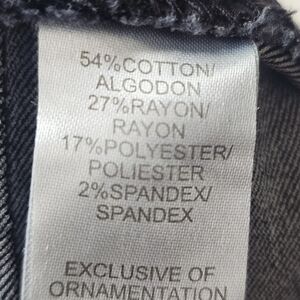 54%COTTON/
ALGODON
27%RAYON/
RAYON
17%POLYESTER/
POLIESTER
2%SPANDEX/
SPANDEX
EXCLUSIVE OF
ORNAMENTATION